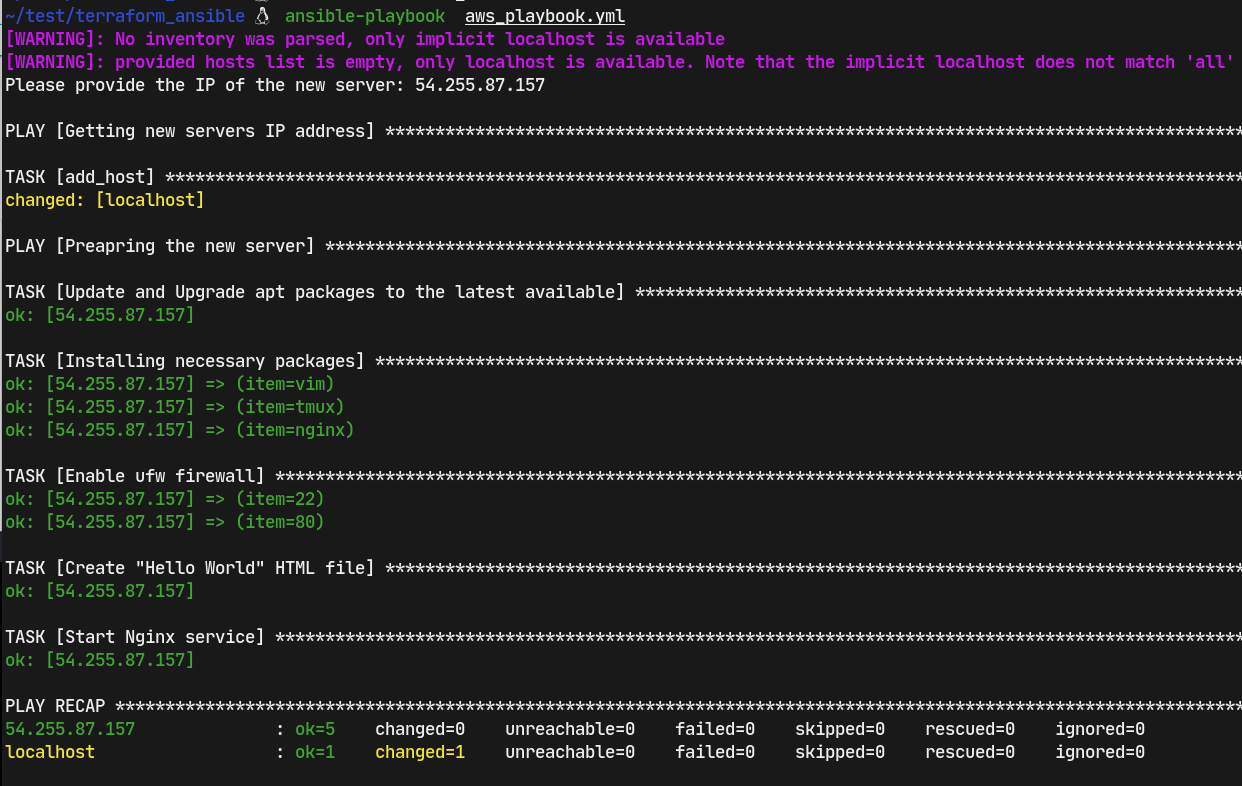 ~/test/terraform_ansible ansible-playbook aws_playbook.yml
[WARNING]: No inventory was parsed, only implicit localhost is available
[WARNING]: provided hosts list is empty, only localhost is available. Note that the implicit localhost does not match 'all'
Please provide the IP of the new server: 54.255.87.157
PLAY [Getting new servers IP address] **************************************************************************************
TASK [add_host] ************************************************************************************************************
changed: [localhost]
PLAY [Preapring the new server] ********************************************************************************************
TASK [Update and Upgrade apt packages to the latest available] *************************************************************
ok: [54.255.87.157]
TASK [Installing necessary packages] ***************************************************************************************
ok: [54.255.87.157] => (item=vim)
ok: [54.255.87.157] => (item=tmux)
ok: [54.255.87.157] => (item=nginx)
TASK [Enable ufw firewall] *************************************************************************************************
ok: [54.255.87.157] => (item=22)
ok: [54.255.87.157] => (item=80)
TASK [Create "Hello World" HTML file] **************************************************************************************
ok: [54.255.87.157]
TASK [Start Nginx service] *************************************************************************************************
ok: [54.255.87.157]
PLAY RECAP *****************************************************************************************************************
54.255.87.157              : ok=5    changed=0    unreachable=0    failed=0    skipped=0    rescued=0    ignored=0
localhost                  : ok=1    changed=1    unreachable=0    failed=0    skipped=0    rescued=0    ignored=0